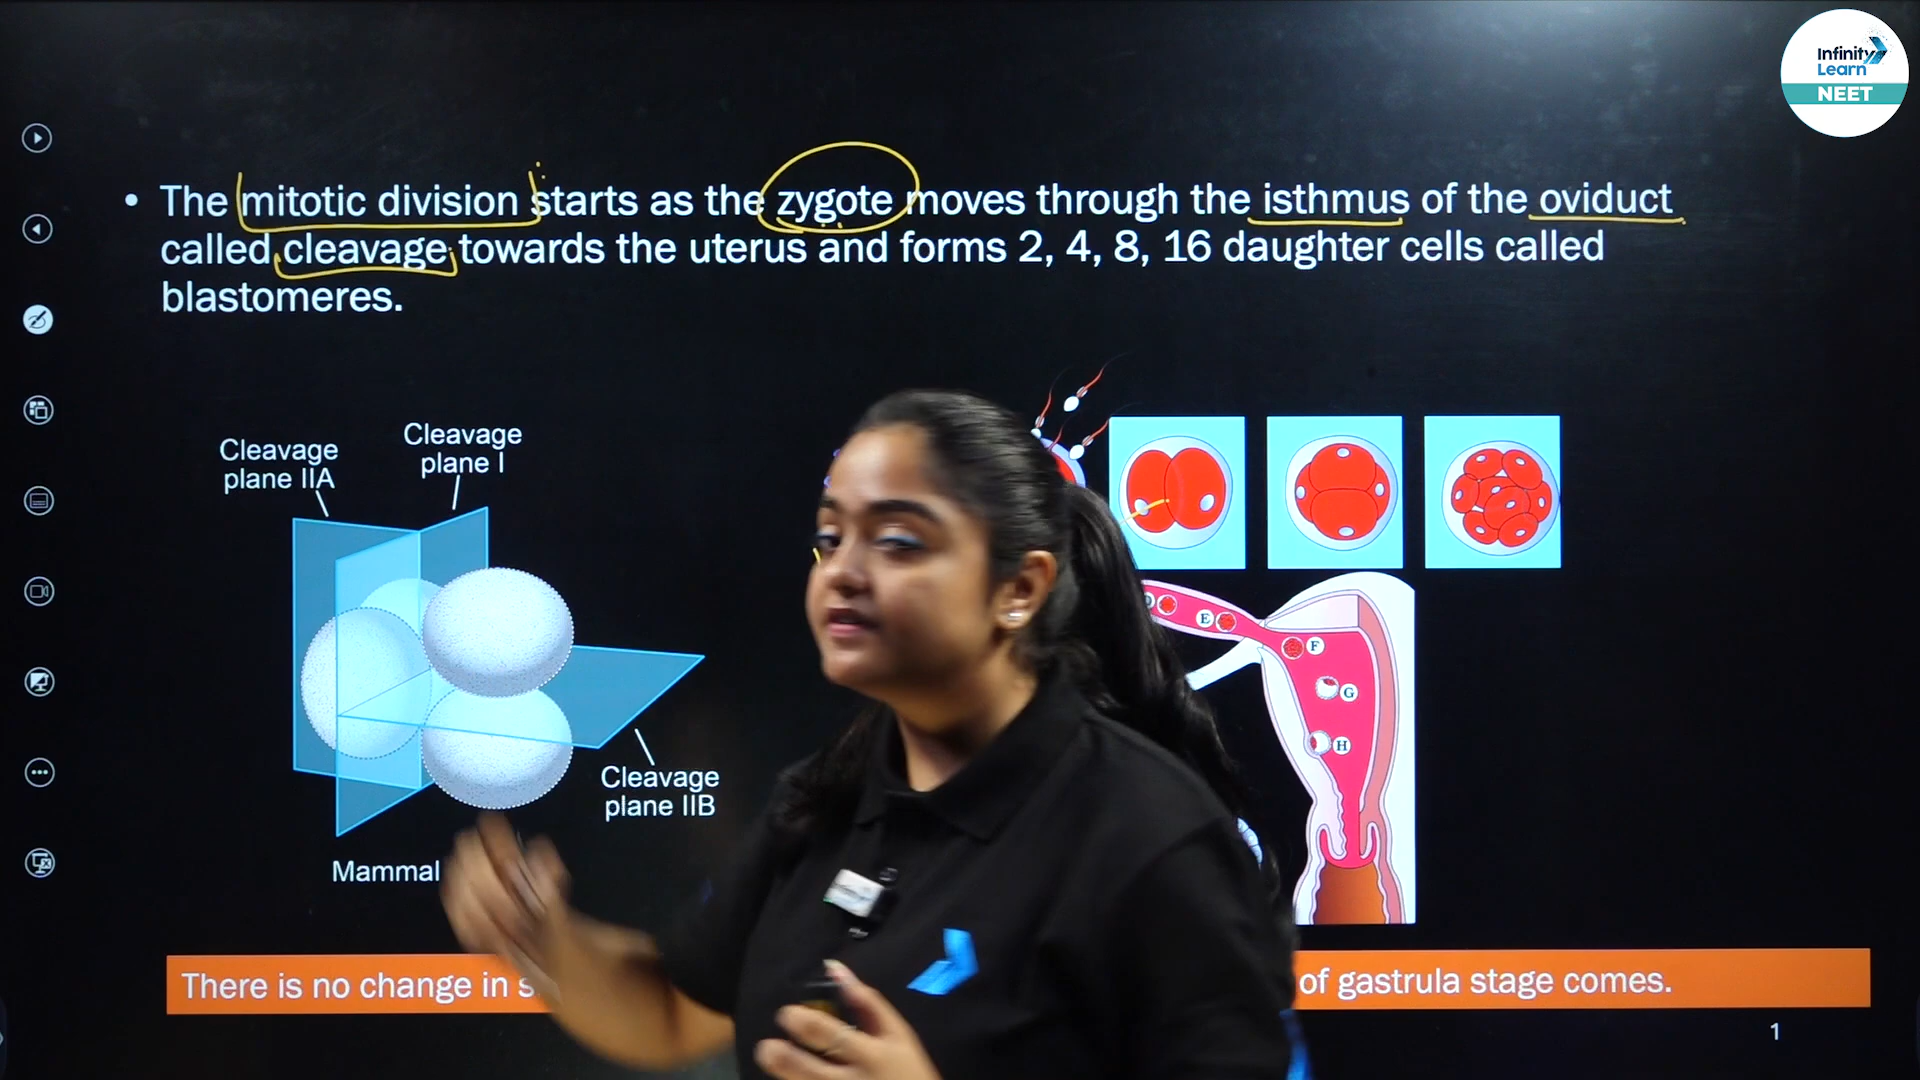 Infinity
Learn
NEET
• The mitotic division starts as the zygote moves through the isthmus of the oviduct
called cleavage towards the uterus and forms 2, 4, 8, 16 daughter cells called
blastomeres.
Cleavage
plane IIA
Cleavage
plane I
Cleavage
plane IIB
Mammal
E
F
G
H
There is no change in s
of gastrula stage comes.
1